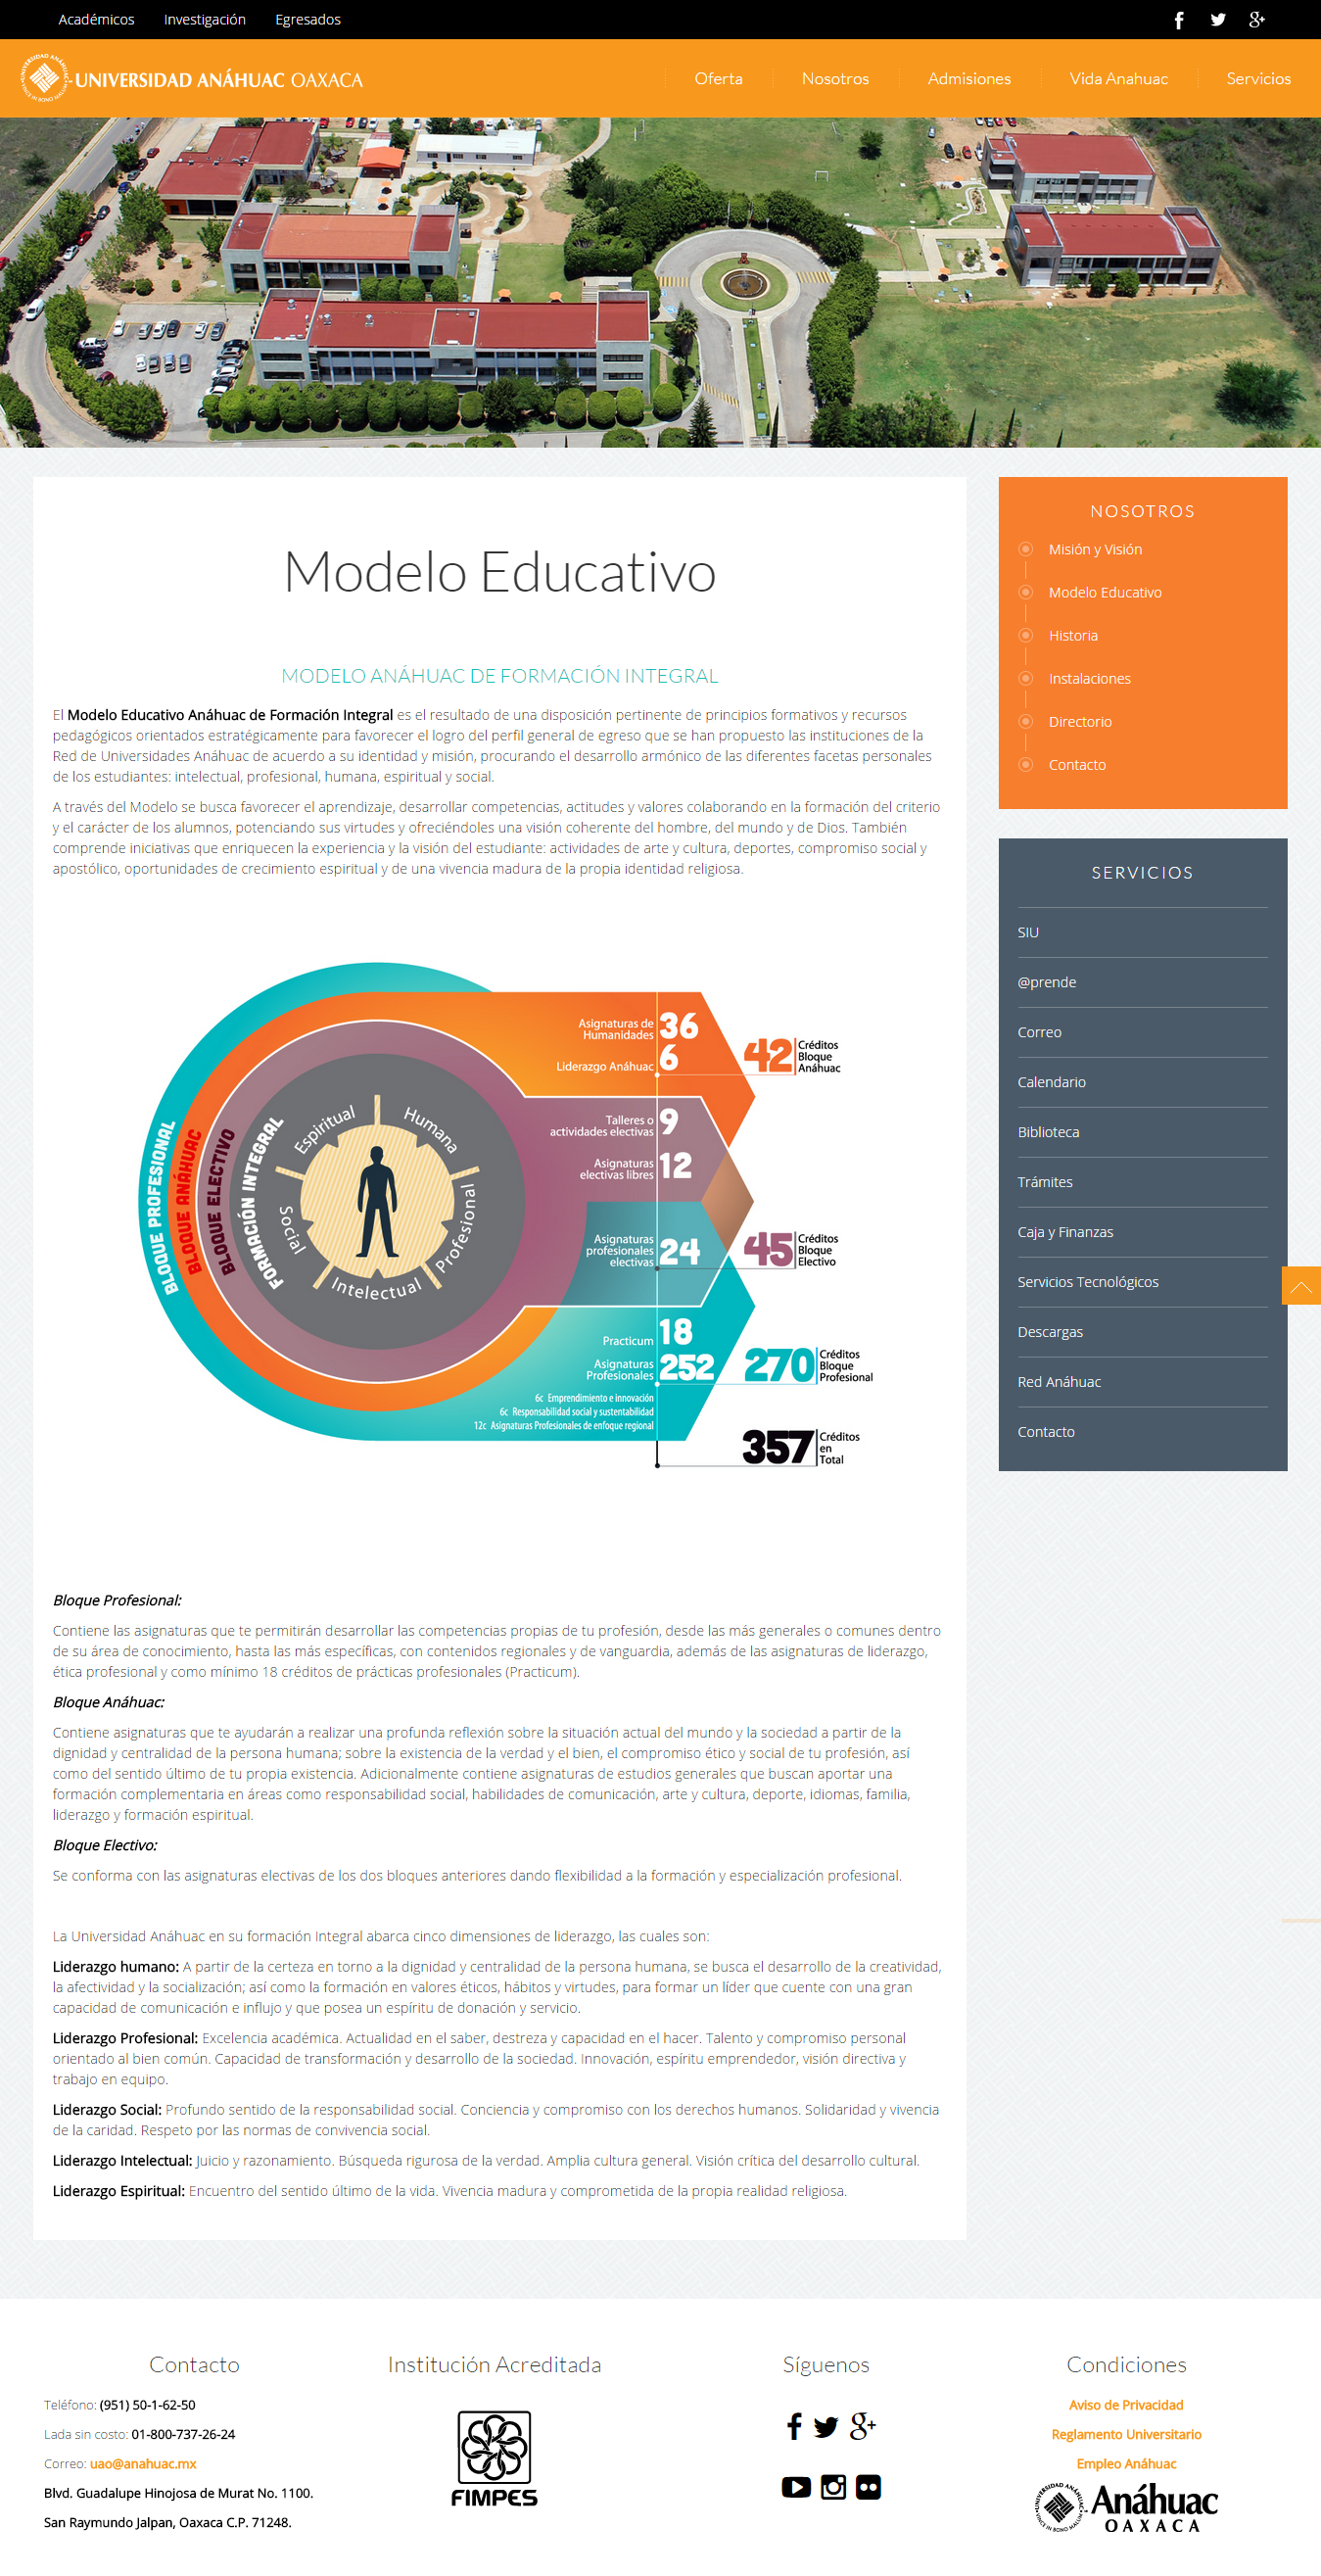 Académicos Investigación Egresados
UNIVERSIDAD ANÁHUAC OAXACA
Oferta Nosotros Admisiones Vida Anahuac Servicios
Modelo Educativo
MODELO ANÁHUAC DE FORMACIÓN INTEGRAL
El Modelo Educativo Anáhuac de Formación Integral es el resultado de una disposición pertinente de principios formativos y recursos
pedagógicos orientados estratégicamente para favorecer el logro del perfil general de egreso que se han propuesto las instituciones de la
Red de Universidades Anáhuac de acuerdo a su identidad y misión, procurando el desarrollo armónico de las diferentes facetas personales
de los estudiantes: intelectual, profesional, humana, espiritual y social.
A través del Modelo se busca favorecer el aprendizaje, desarrollar competencias, actitudes y valores colaborando en la formación del criterio
y el carácter de los alumnos, potenciando sus virtudes y ofreciéndoles una visión coherente del hombre, del mundo y de Dios. También
comprende iniciativas que enriquecen la experiencia y la visión del estudiante: actividades de arte y cultura, deportes, compromiso social y
apostólico, oportunidades de crecimiento espiritual y de una vivencia madura de la propia identidad religiosa.
BLOQUE PROFESIONAL
BLOQUE ANÁHUAC
BLOQUE ELECTIVO
FORMACIÓN INTEGRAL
Espiritual
Humana
Profesional
Intelectual
Social
Asignaturas de
Humanidades 36
Liderazgo Anáhuac 6
42 Créditos
Bloque
Anáhuac
Talleres o
actividades electivas 9
Asignaturas
electivas libres 12
Asignaturas
profesionales
electivas 24
45 Créditos
Bloque
Electivo
Practicum 18
Asignaturas
Profesionales 252
270 Créditos
Bloque
Profesional
6c Emprendimiento e innovación
6c Responsabilidad social y sustentabilidad
12c Asignaturas Profesionales de enfoque regional
357 Créditos
en
Total
Bloque Profesional:
Contiene las asignaturas que te permitirán desarrollar las competencias propias de tu profesión, desde las más generales o comunes dentro
de su área de conocimiento, hasta las más específicas, con contenidos regionales y de vanguardia, además de las asignaturas de liderazgo,
ética profesional y como mínimo 18 créditos de prácticas profesionales (Practicum).
Bloque Anáhuac:
Contiene asignaturas que te ayudarán a realizar una profunda reflexión sobre la situación actual del mundo y la sociedad a partir de la
dignidad y centralidad de la persona humana; sobre la existencia de la verdad y el bien, el compromiso ético y social de tu profesión, así
como del sentido último de tu propia existencia. Adicionalmente contiene asignaturas de estudios generales que buscan aportar una
formación complementaria en áreas como responsabilidad social, habilidades de comunicación, arte y cultura, deporte, idiomas, familia,
liderazgo y formación espiritual.
Bloque Electivo:
Se conforma con las asignaturas electivas de los dos bloques anteriores dando flexibilidad a la formación y especialización profesional.
La Universidad Anáhuac en su formación Integral abarca cinco dimensiones de liderazgo, las cuales son:
Liderazgo humano: A partir de la certeza en torno a la dignidad y centralidad de la persona humana, se busca el desarrollo de la creatividad,
la afectividad y la socialización; así como la formación en valores éticos, hábitos y virtudes, para formar un líder que cuente con una gran
capacidad de comunicación e influjo y que posea un espíritu de donación y servicio.
Liderazgo Profesional: Excelencia académica. Actualidad en el saber, destreza y capacidad en el hacer. Talento y compromiso personal
orientado al bien común. Capacidad de transformación y desarrollo de la sociedad. Innovación, espíritu emprendedor, visión directiva y
trabajo en equipo.
Liderazgo Social: Profundo sentido de la responsabilidad social. Conciencia y compromiso con los derechos humanos. Solidaridad y vivencia
de la caridad. Respeto por las normas de convivencia social.
Liderazgo Intelectual: Juicio y razonamiento. Búsqueda rigurosa de la verdad. Amplia cultura general. Visión crítica del desarrollo cultural.
Liderazgo Espiritual: Encuentro del sentido último de la vida. Vivencia madura y comprometida de la propia realidad religiosa.
NOSOTROS
Misión y Visión
Modelo Educativo
Historia
Instalaciones
Directorio
Contacto
SERVICIOS
SIU
@prende
Correo
Calendario
Biblioteca
Trámites
Caja y Finanzas
Servicios Tecnológicos
Descargas
Red Anáhuac
Contacto
Contacto
Teléfono: (951) 50-1-62-50
Lada sin costo: 01-800-737-26-24
Correo: uao@anahuac.mx
Blvd. Guadalupe Hinojosa de Murat No. 1100.
San Raymundo Jalpan, Oaxaca C.P. 71248.
Institución Acreditada
FIMPES
Síguenos
Condiciones
Aviso de Privacidad
Reglamento Universitario
Empleo Anáhuac
Anáhuac
OAXACA